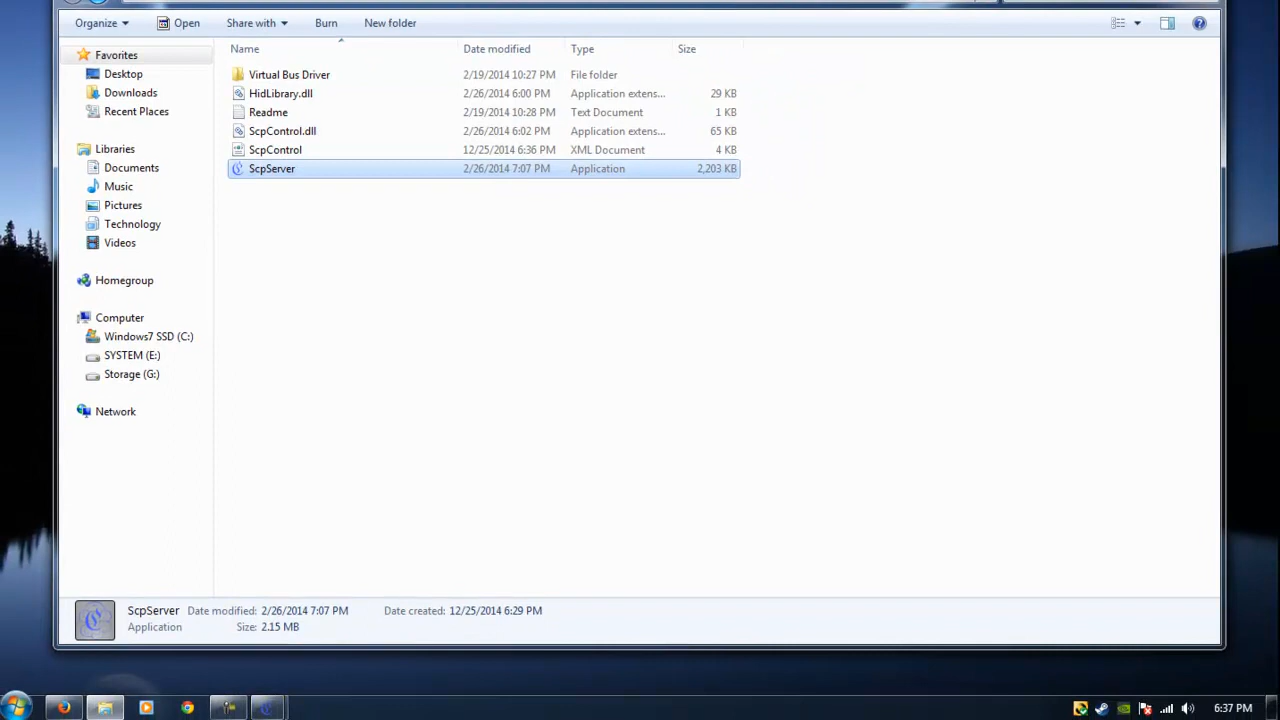 Organize Open Share with Burn New folder
Name Date modified Type Size
Favorites
Desktop
Downloads
Recent Places
Libraries
Documents
Music
Pictures
Technology
Videos
Homegroup
Computer
Windows7 SSD (C:)
SYSTEM (E:)
Storage (G:)
Network
Virtual Bus Driver 2/19/2014 10:27 PM File folder
HidLibrary.dll 2/26/2014 6:00 PM Application extens... 29 KB
Readme 2/19/2014 10:28 PM Text Document 1 KB
ScpControl.dll 2/26/2014 6:02 PM Application extens... 65 KB
ScpControl 12/25/2014 6:36 PM XML Document 4 KB
ScpServer 2/26/2014 7:07 PM Application 2,203 KB
ScpServer Date modified: 2/26/2014 7:07 PM Date created: 12/25/2014 6:29 PM
Application Size: 2.15 MB
6:37 PM